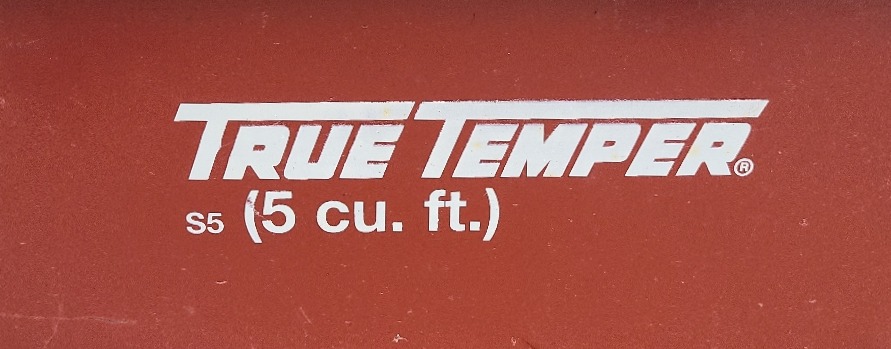 TRUE TEMPER®
S5 (5 cu. ft.)